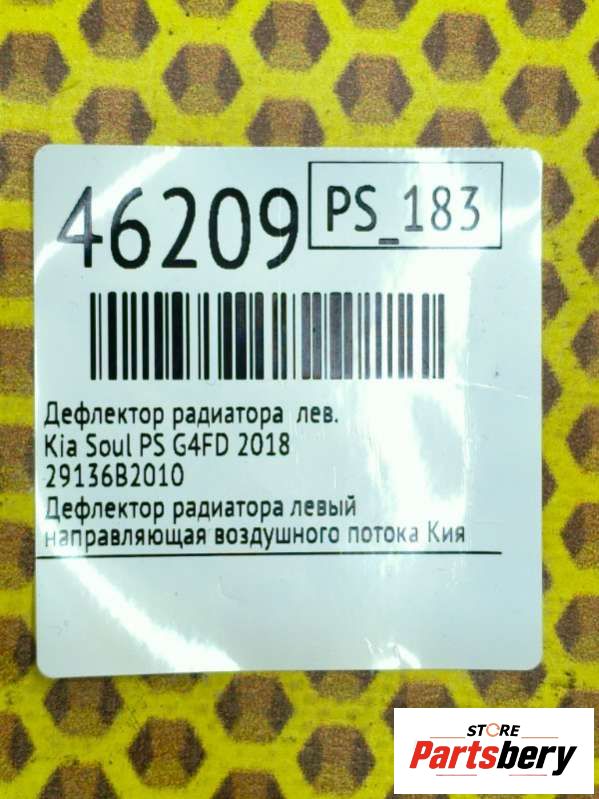 46209
PS_183
Дефлектор радиатора лев.
Kia Soul PS G4FD 2018
29136B2010
Дефлектор радиатора левый
направляющая воздушного потока Кия
STORE
Partsbery